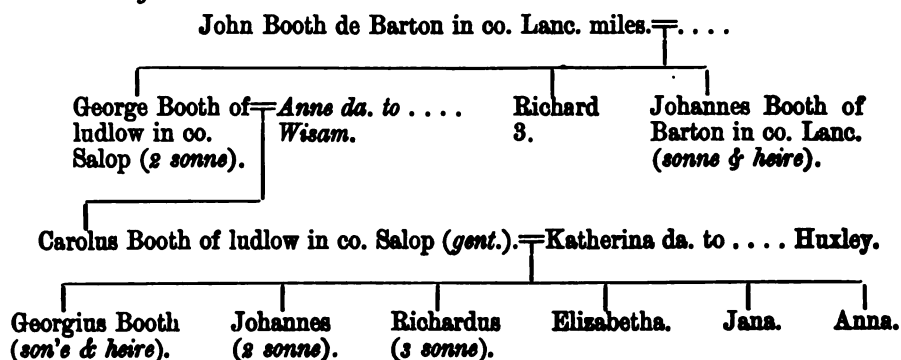 John Booth de Barton in co. Lanc. miles.=. . . .
George Booth of=Anne da. to . . . . Richard Johannes Booth of
ludlow in co. Wisam. 3. Barton in co. Lanc.
Salop (2 sonne). (sonne & heire).
Carolus Booth of ludlow in co. Salop (gent.).=Katherina da. to . . . . Huxley.
Georgius Booth Johannes Richardus Elizabetha. Jana. Anna.
(son'e & heire). (2 sonne). (3 sonne).